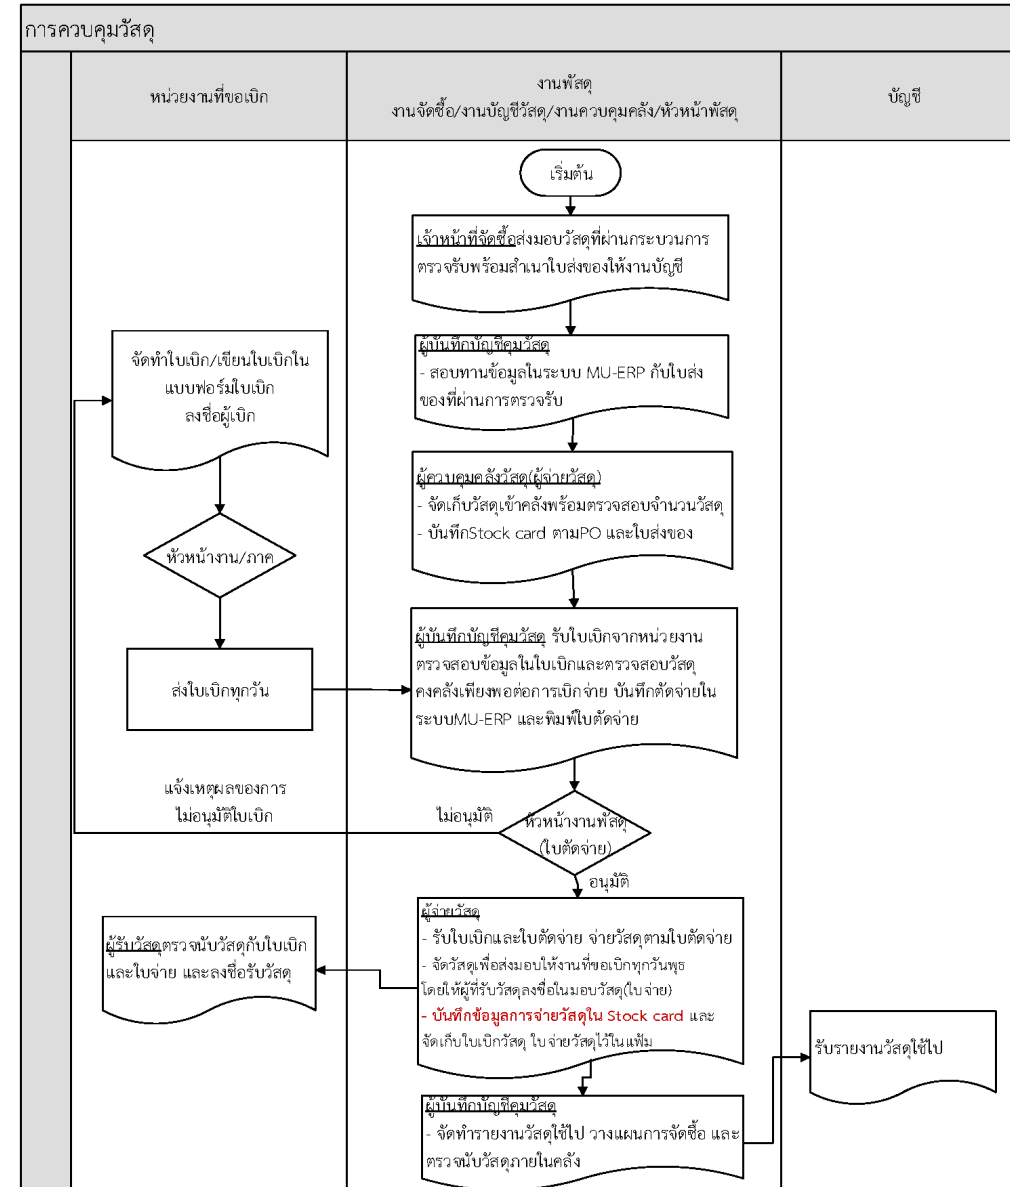 การควบคุมวัสดุ
หน่วยงานที่ขอเบิก
งานพัสดุ
งานจัดซื้อ/งานบัญชีวัสดุ/งานควบคุมคลัง/หัวหน้าพัสดุ
บัญชี
เริ่มต้น
เจ้าหน้าที่จัดซื้อส่งมอบวัสดุที่ผ่านกระบวนการ
ตรวจรับพร้อมสำเนาใบส่งของให้งานบัญชี
ผู้บันทึกบัญชีคุมวัสดุ
- สอบทานข้อมูลในระบบ MU-ERP กับใบส่ง
ของที่ผ่านการตรวจรับ
จัดทำใบเบิก/เขียนใบเบิกใน
แบบฟอร์มใบเบิก
ลงชื่อผู้เบิก
ผู้ควบคุมคลังวัสดุ(ผู้จ่ายวัสดุ)
- จัดเก็บวัสดุเข้าคลังพร้อมตรวจสอบจำนวนวัสดุ
- บันทึกStock card ตามPO และใบส่งของ
หัวหน้างาน/ภาค
ส่งใบเบิกทุกวัน
ผู้บันทึกบัญชีคุมวัสดุ รับใบเบิกจากหน่วยงาน
ตรวจสอบข้อมูลในใบเบิกและตรวจสอบวัสดุ
คงคลังเพียงพอต่อการเบิกจ่าย บันทึกตัดจ่ายใน
ระบบMU-ERP และพิมพ์ใบตัดจ่าย
แจ้งเหตุผลของการ
ไม่อนุมัติใบเบิก
ไม่อนุมัติ
หัวหน้างานพัสดุ
(ใบตัดจ่าย)
อนุมัติ
ผู้จ่ายวัสดุ
- รับใบเบิกและใบตัดจ่าย จ่ายวัสดุตามใบตัดจ่าย
- จัดวัสดุเพื่อส่งมอบให้งานที่ขอเบิกทุกวันพุธ
โดยให้ผู้ที่รับวัสดุลงชื่อในมอบวัสดุ(ใบจ่าย)
- บันทึกข้อมูลการจ่ายวัสดุใน Stock card และ
จัดเก็บใบเบิกวัสดุ ใบจ่ายวัสดุไว้ในแฟ้ม
ผู้รับวัสดุตรวจนับวัสดุกับใบเบิก
และใบจ่าย และลงชื่อรับวัสดุ
รับรายงานวัสดุใช้ไป
ผู้บันทึกบัญชีคุมวัสดุ
- จัดทำรายงานวัสดุใช้ไป วางแผนการจัดซื้อ และ
ตรวจนับวัสดุภายในคลัง